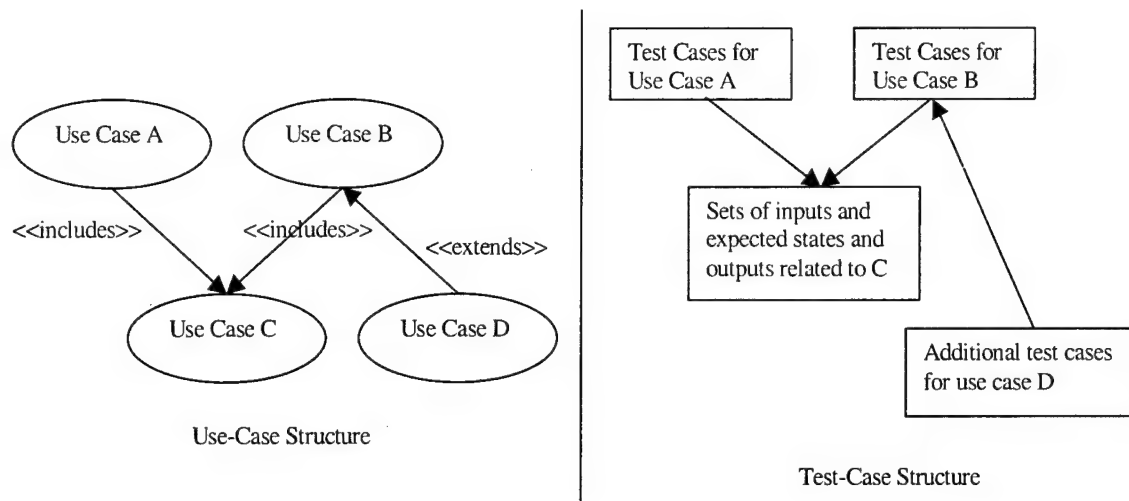 Use Case A
Use Case B
<<includes>>
<<includes>>
<<extends>>
Use Case C
Use Case D
Use-Case Structure
Test Cases for
Use Case A
Test Cases for
Use Case B
Sets of inputs and
expected states and
outputs related to C
Additional test cases
for use case D
Test-Case Structure